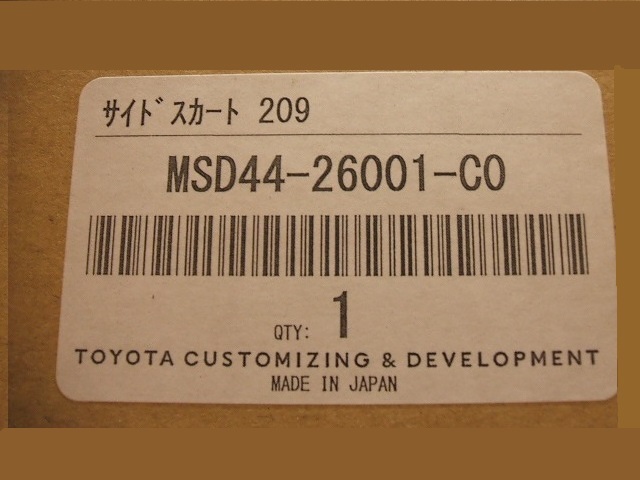 サイドスカート 209
MSD44-26001-C0
QTY: 1
TOYOTA CUSTOMIZING & DEVELOPMENT
MADE IN JAPAN